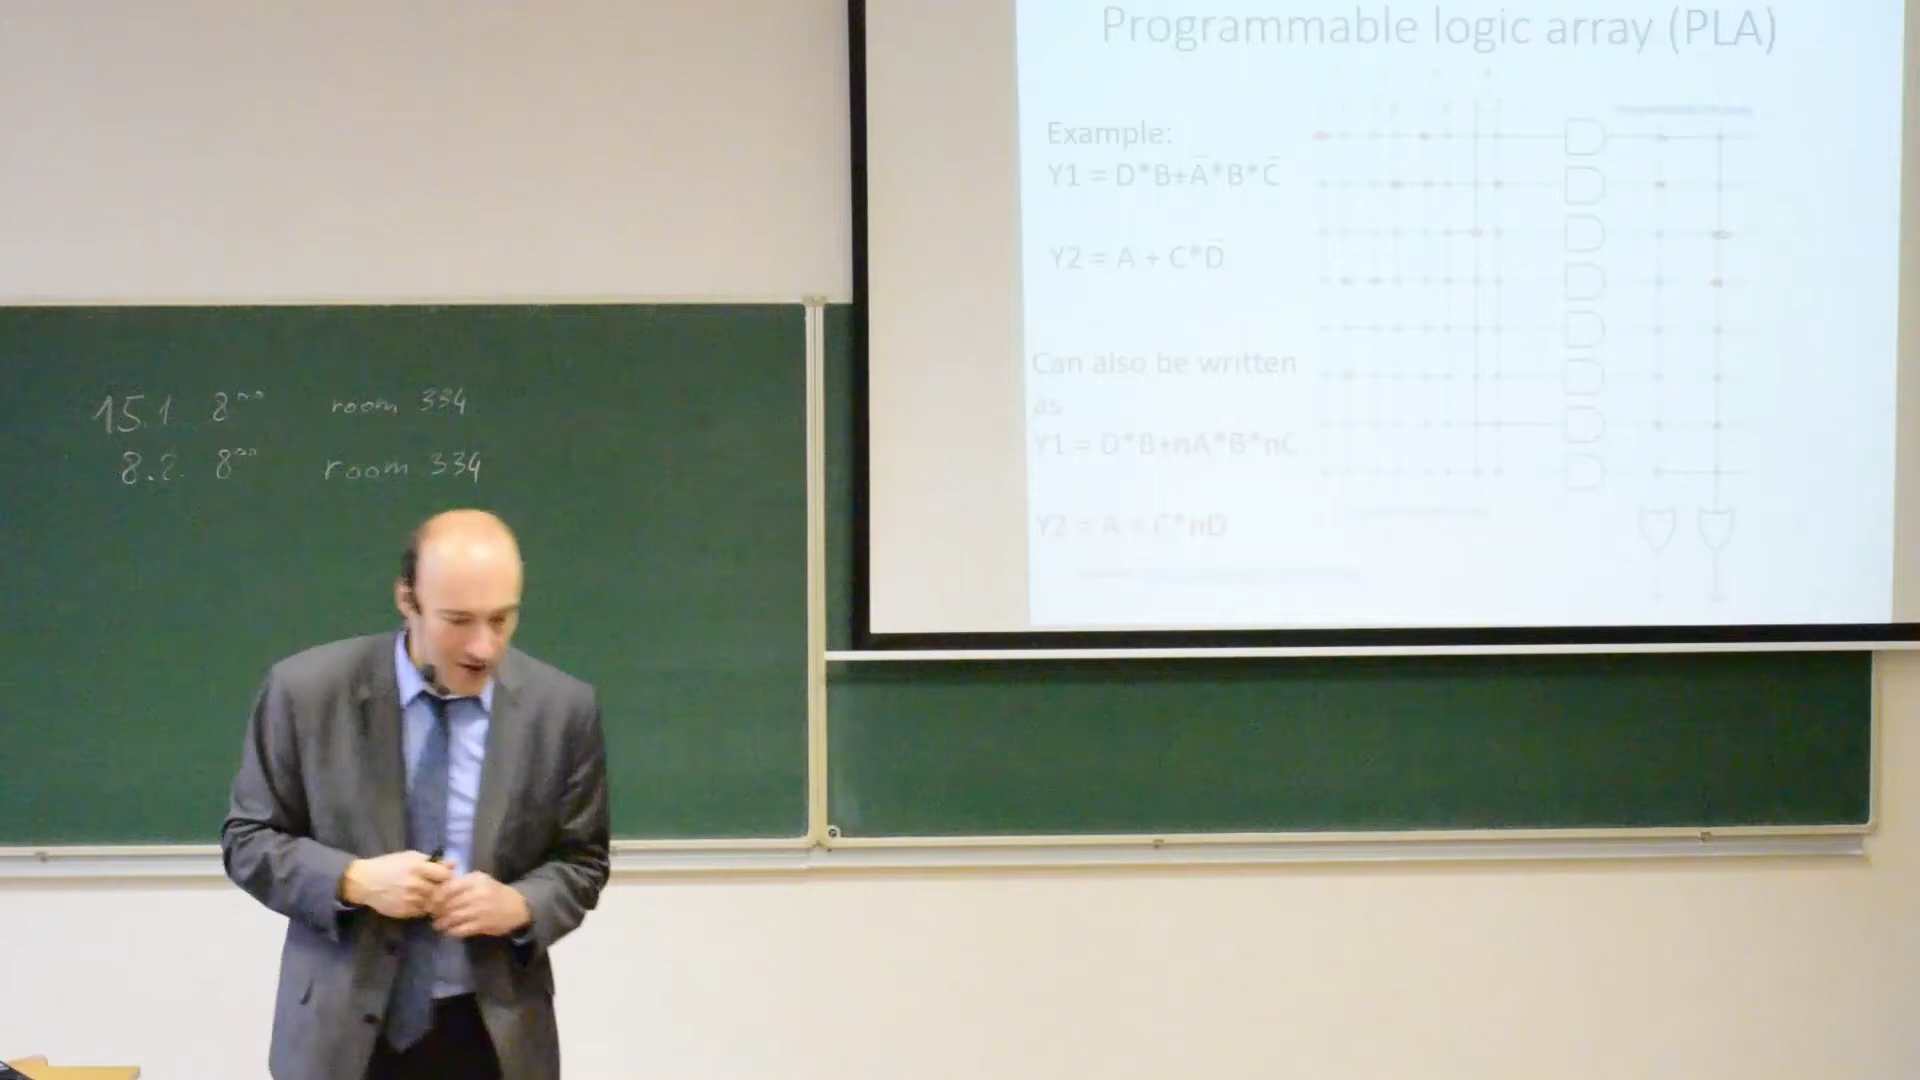 15.1. 8⁰⁰ room 334
8.2. 8⁰⁰ room 334
Programmable logic array (PLA)
Example:
Y1 = D*B+A̅*B*C̅
Y2 = A + C*D̅
Can also be written
as
Y1 = D*B+nA*B*nC
Y2 = A + C*nD